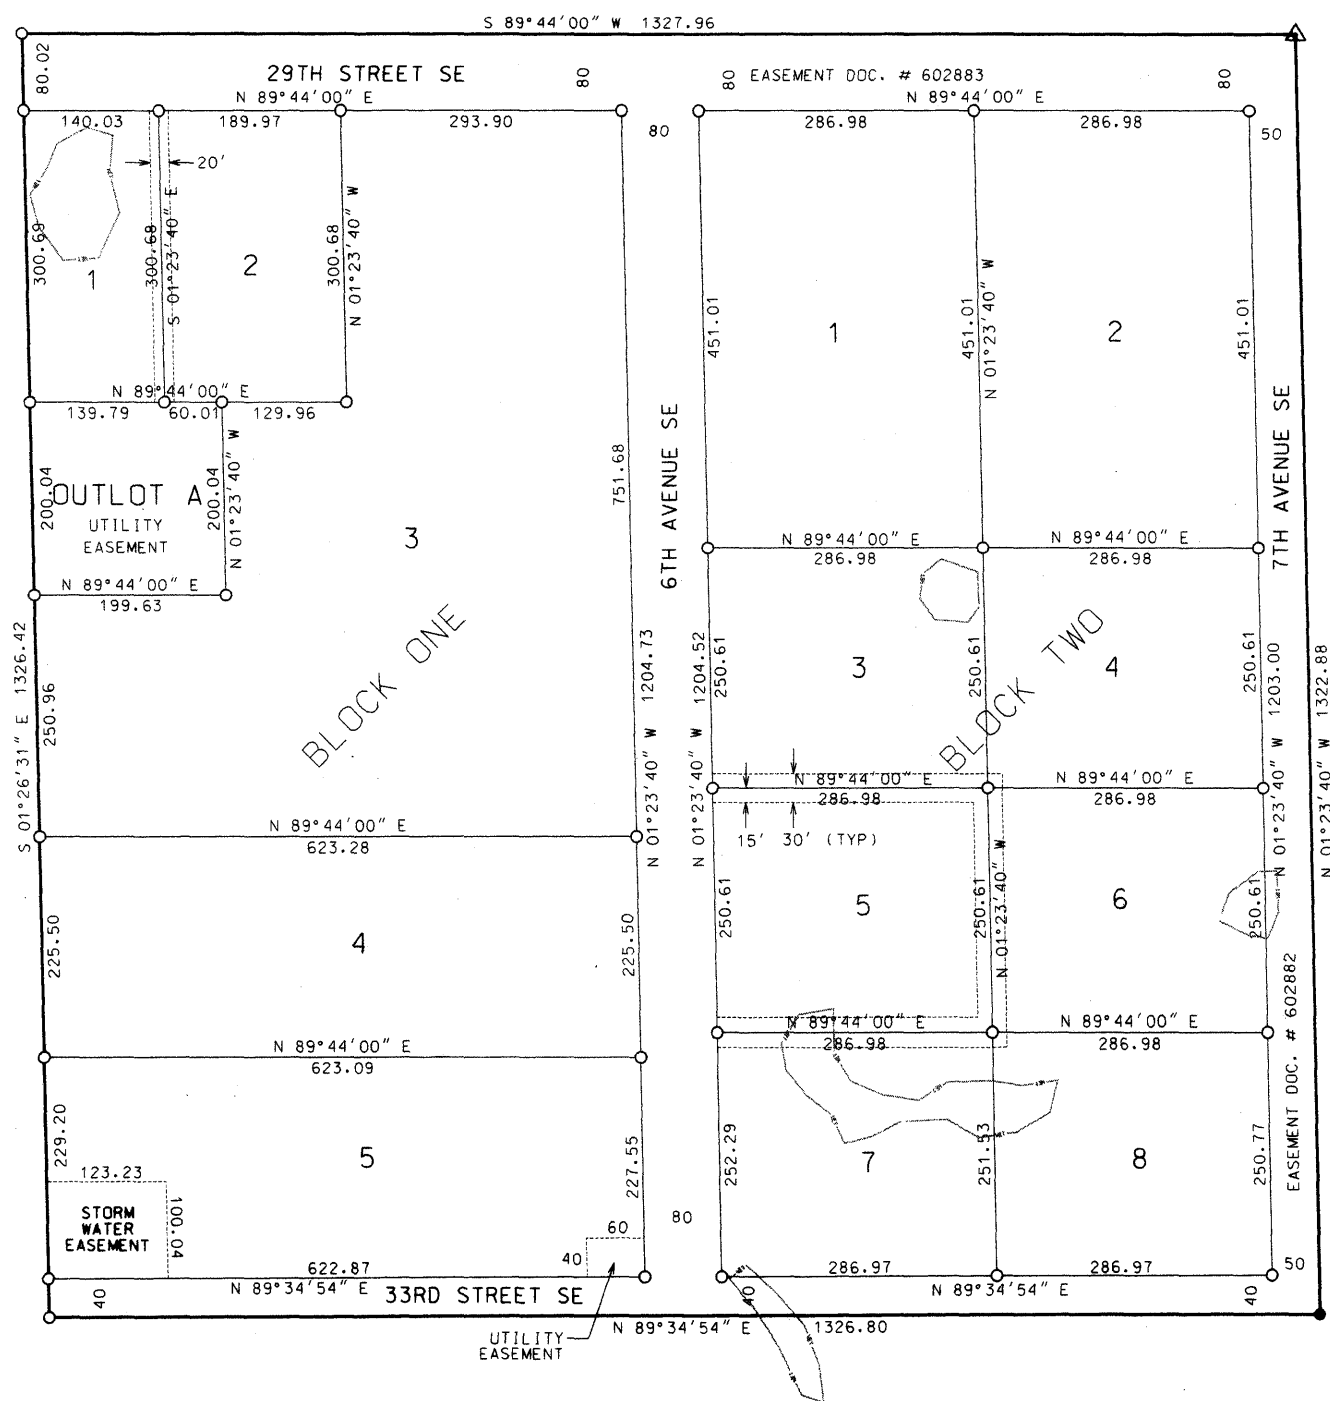 S 89°44'00" W 1327.96
80.02
29TH STREET SE
80
80
EASEMENT DOC. # 602883
80
N 89°44'00" E
N 89°44'00" E
140.03
189.97
293.90
80
286.98
286.98
50
20'
300.69
300.68
S 01°23'40" E
300.68
N 01°23'40" W
1
2
451.01
1
451.01
N 01°23'40" W
2
451.01
N 89°44'00" E
139.79
60.01
129.96
6TH AVENUE SE
7TH AVENUE SE
200.04
OUTLOT A
UTILITY
EASEMENT
200.04
N 01°23'40" W
751.68
3
N 89°44'00" E
286.98
N 89°44'00" E
286.98
N 89°44'00" E
199.63
S 01°26'31" E 1326.42
250.96
BLOCK ONE
N 01°23'40" W 1204.73
N 01°23'40" W 1204.52
250.61
3
250.61
BLOCK TWO
4
250.61
N 01°23'40" W 1203.00
N 01°23'40" W 1322.88
N 89°44'00" E
286.98
N 89°44'00" E
286.98
15' 30' (TYP)
N 89°44'00" E
623.28
225.50
4
225.50
250.61
5
250.61
N 01°23'40" W
6
250.61
EASEMENT DOC. # 602882
N 89°44'00" E
286.98
N 89°44'00" E
286.98
N 89°44'00" E
623.09
229.20
5
227.55
252.29
7
251.53
8
250.77
123.23
STORM
WATER
EASEMENT
100.04
60
40
80
50
622.87
N 89°34'54" E
33RD STREET SE
286.97
286.97
N 89°34'54" E
40
40
40
N 89°34'54" E 1326.80
UTILITY
EASEMENT